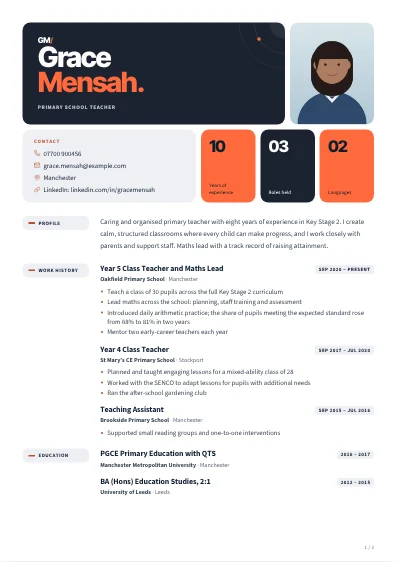 GM/
Grace
Mensah.
PRIMARY SCHOOL TEACHER
CONTACT
07700 900456
grace.mensah@example.com
Manchester
LinkedIn: linkedin.com/in/gracemensah
10
Years of
experience
03
Roles held
02
Languages
PROFILE
Caring and organised primary teacher with eight years of experience in Key Stage 2. I create
calm, structured classrooms where every child can make progress, and I work closely with
parents and support staff. Maths lead with a track record of raising attainment.
WORK HISTORY
Year 5 Class Teacher and Maths Lead
SEP 2020 – PRESENT
Oakfield Primary School · Manchester
• Teach a class of 30 pupils across the full Key Stage 2 curriculum
• Lead maths across the school: planning, staff training and assessment
• Introduced daily arithmetic practice; the share of pupils meeting the expected standard rose
from 68% to 81% in two years
• Mentor two early-career teachers each year
Year 4 Class Teacher
SEP 2017 – JUL 2020
St Mary's CE Primary School · Stockport
• Planned and taught engaging lessons for a mixed-ability class of 28
• Worked with the SENCO to adapt lessons for pupils with additional needs
• Ran the after-school gardening club
Teaching Assistant
SEP 2015 – JUL 2016
Brookside Primary School · Manchester
• Supported small reading groups and one-to-one interventions
EDUCATION
PGCE Primary Education with QTS
2016 – 2017
Manchester Metropolitan University · Manchester
BA (Hons) Education Studies, 2:1
2012 – 2015
University of Leeds · Leeds
1 / 2